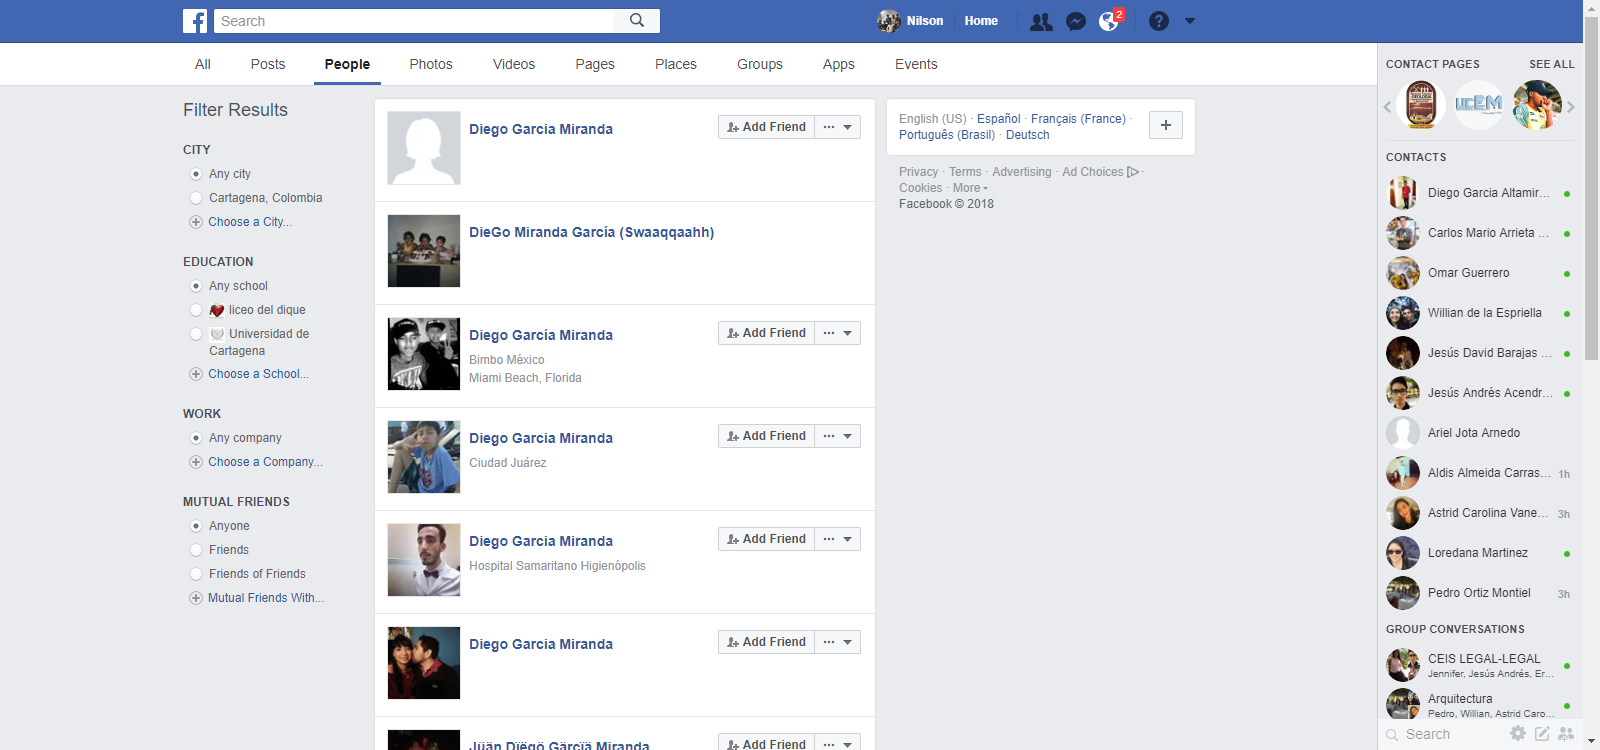 Search
Nilson
Home
2
All
Posts
People
Photos
Videos
Pages
Places
Groups
Apps
Events
Filter Results
CITY
Any city
Cartagena, Colombia
Choose a City...
EDUCATION
Any school
liceo del dique
Universidad de
Cartagena
Choose a School...
WORK
Any company
Choose a Company...
MUTUAL FRIENDS
Anyone
Friends
Friends of Friends
Mutual Friends With...
Diego Garcia Miranda
Add Friend
DieGo Miranda García (Swaaqqaahh)
Diego García Miranda
Add Friend
Bimbo México
Miami Beach, Florida
Diego Garcia Miranda
Add Friend
Ciudad Juárez
Diego Garcia Miranda
Add Friend
Hospital Samaritano Higienópolis
Diego Garcia Miranda
Add Friend
Jüän Dïëgö Gärcïä Miranda
Add Friend
English (US) · Español · Français (France) ·
Português (Brasil) · Deutsch
Privacy · Terms · Advertising · Ad Choices ·
Cookies · More
Facebook © 2018
CONTACT PAGES
SEE ALL
UCEM
CONTACTS
Diego Garcia Altamir...
Carlos Mario Arrieta ...
Omar Guerrero
Willian de la Espriella
Jesús David Barajas ...
Jesús Andrés Acendr...
Ariel Jota Arnedo
Aldis Almeida Carras... 1h
Astrid Carolina Vane... 3h
Loredana Martinez
Pedro Ortiz Montiel 3h
GROUP CONVERSATIONS
CEIS LEGAL-LEGAL
Jennifer, Jesús Andrés, Er...
Arquitectura
Pedro, Willian, Astrid Caro...
Search